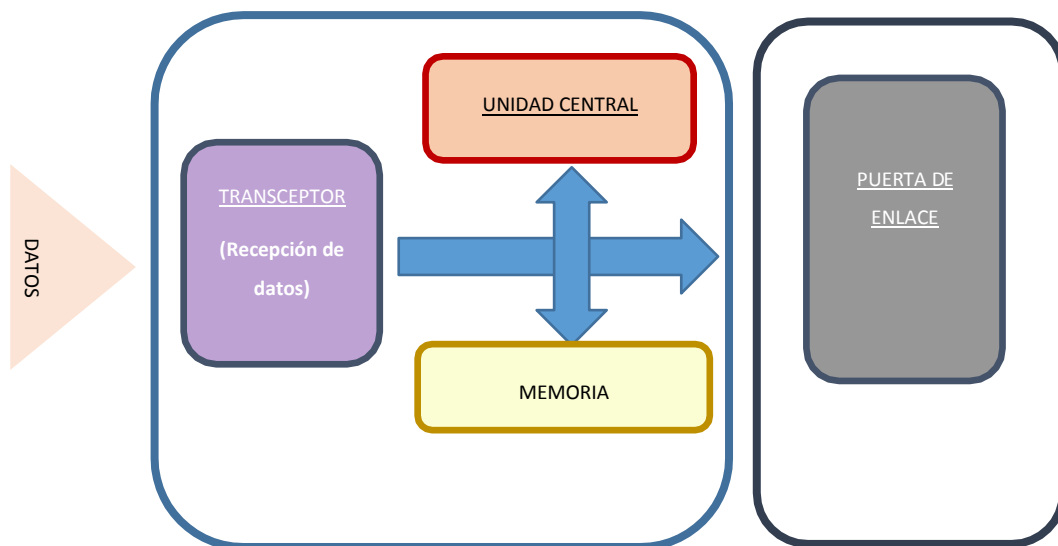 DATOS
TRANSCEPTOR
(Recepción de
datos)
UNIDAD CENTRAL
MEMORIA
PUERTA DE
ENLACE